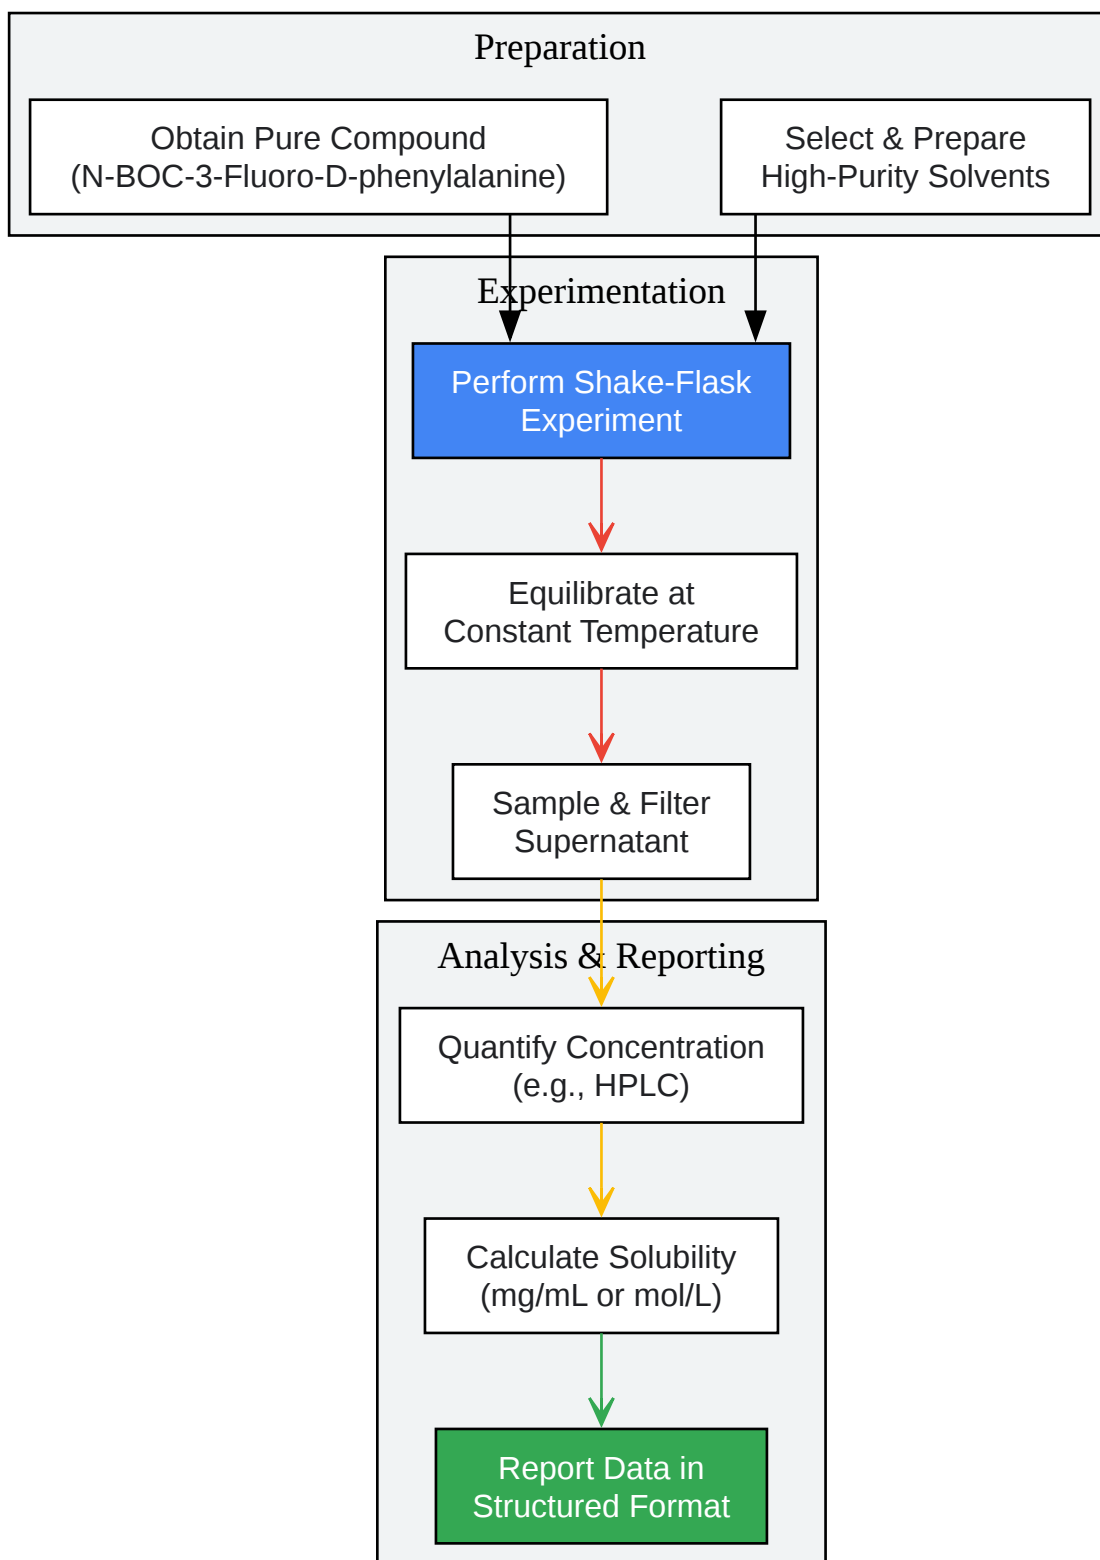 Preparation
Obtain Pure Compound
(N-BOC-3-Fluoro-D-phenylalanine)
Select & Prepare
High-Purity Solvents
Experimentation
Perform Shake-Flask
Experiment
Equilibrate at
Constant Temperature
Sample & Filter
Supernatant
Analysis & Reporting
Quantify Concentration
(e.g., HPLC)
Calculate Solubility
(mg/mL or mol/L)
Report Data in
Structured Format